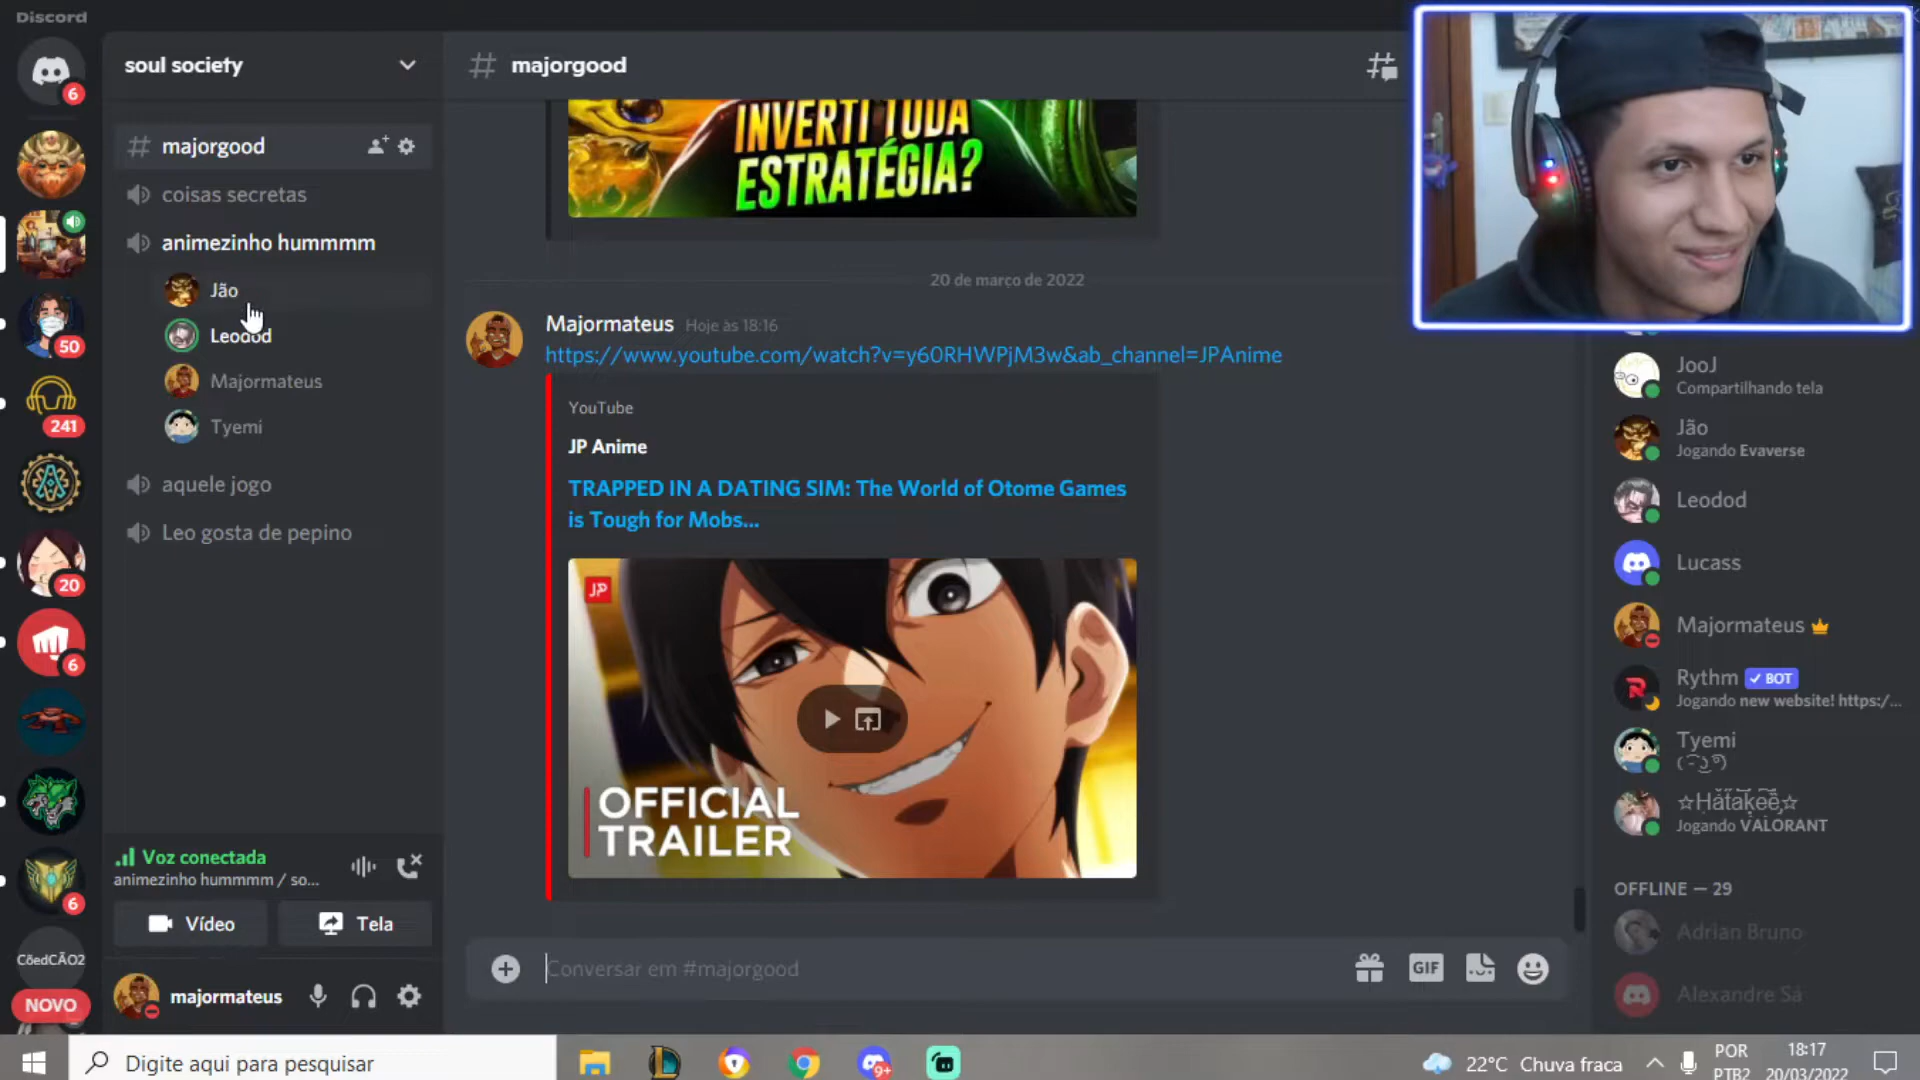 Discord
6
50
241
20
6
6
CõedCÃO2
NOVO
soul society
majorgood
coisas secretas
animezinho hummmm
Jão
Leodod
Majormateus
Tyemi
aquele jogo
Leo gosta de pepino
Voz conectada
animezinho hummmm / so...
Vídeo
Tela
majormateus
majorgood
INVERTI TODA
ESTRATÉGIA?
20 de março de 2022
Majormateus Hoje às 18:16
https://www.youtube.com/watch?v=y60RHWPjM3w&ab_channel=JPAnime
YouTube
JP Anime
TRAPPED IN A DATING SIM: The World of Otome Games
is Tough for Mobs...
JP
OFFICIAL
TRAILER
Conversar em #majorgood
GIF
JooJ
Compartilhando tela
Jão
Jogando Evaverse
Leodod
Lucass
Majormateus
Rythm BOT
Jogando new website! https:/...
Tyemi
☆Hatakeé☆
Jogando VALORANT
OFFLINE — 29
Adrian Bruno
Alexandre Sá
Digite aqui para pesquisar
9+
22°C Chuva fraca
POR
PTB2
18:17
20/03/2022